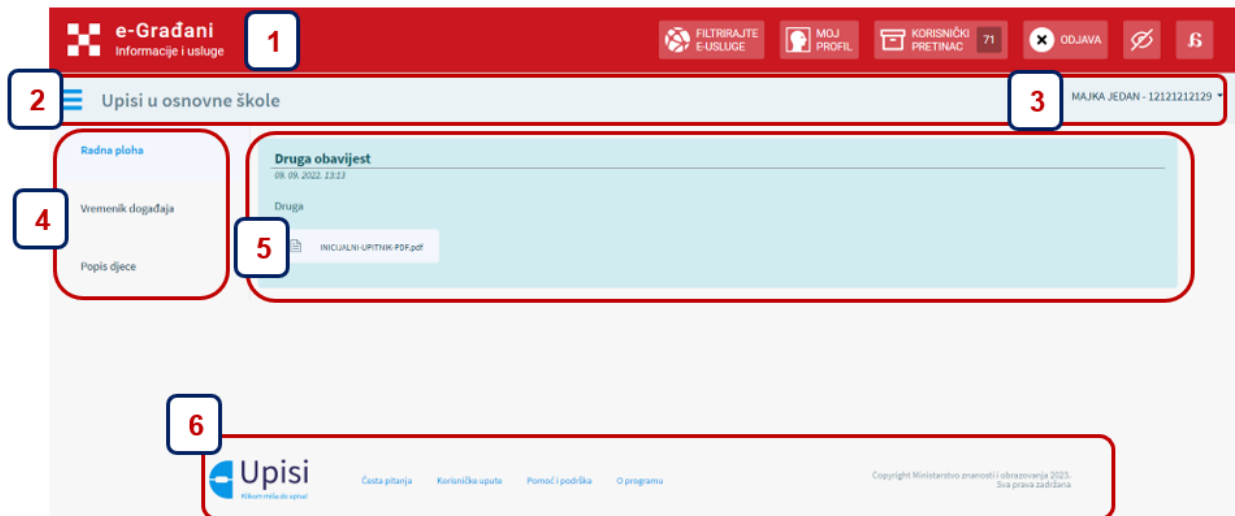 e-Građani
Informacije i usluge
1
FILTRIRAJTE
E-USLUGE
MOJ
PROFIL
KORISNIČKI
PRETINAC
71
ODJAVA
2
Upisi u osnovne škole
3
MAJKA JEDAN - 12121212129
Radna ploha
Druga obavijest
09. 09. 2022. 13:13
4
Vremenik događaja
Druga
5
INICIJALNI-UPITNIK-PDF.pdf
Popis djece
6
Upisi
Klikom miša do upisa!
Česta pitanja
Korisničke upute
Pomoć i podrška
O programu
Copyright Ministarstvo znanosti i obrazovanja 2023.
Sva prava zadržana